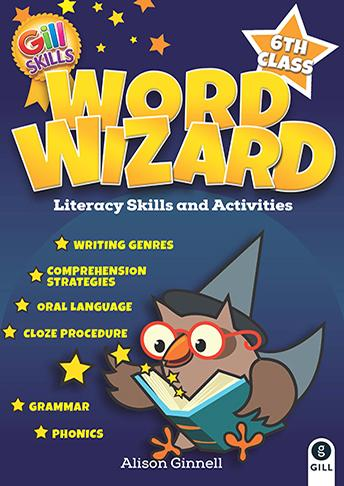 Gill
SKILLS
6TH
CLASS
WORD
WIZARD
Literacy Skills and Activities
WRITING GENRES
COMPREHENSION
STRATEGIES
ORAL LANGUAGE
CLOZE PROCEDURE
GRAMMAR
PHONICS
Alison Ginnell
g
GILL